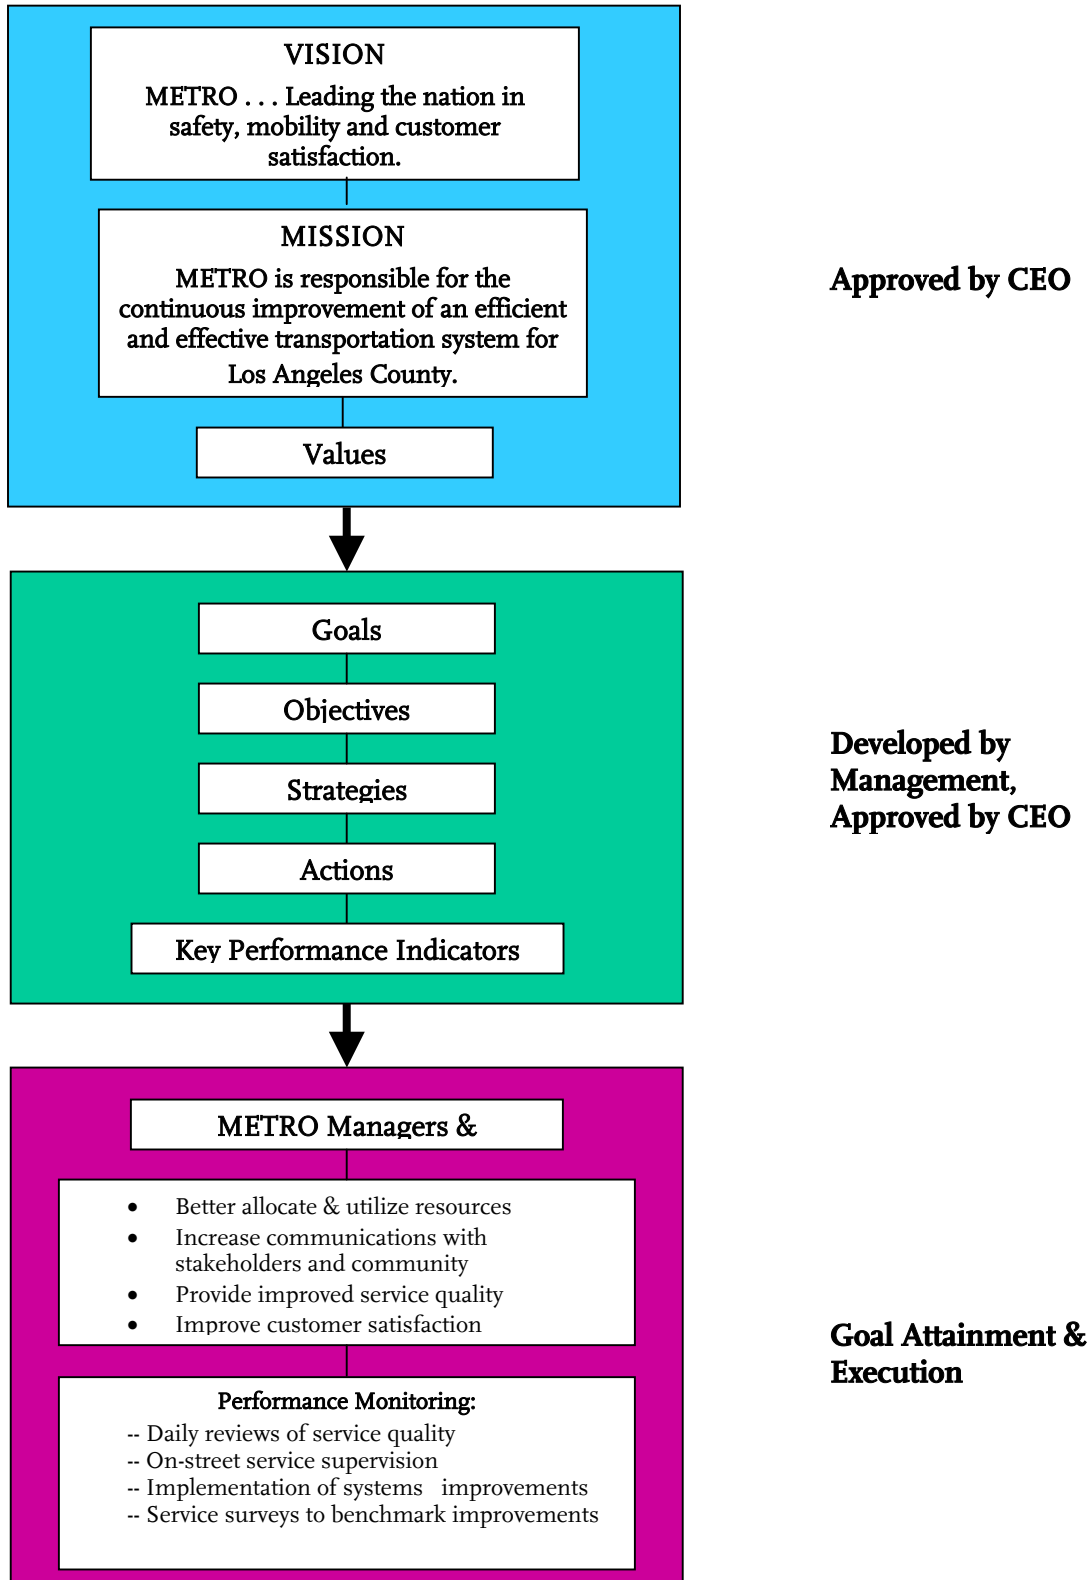 VISION
METRO . . . Leading the nation in
safety, mobility and customer
satisfaction.
MISSION
METRO is responsible for the
continuous improvement of an efficient
and effective transportation system for
Los Angeles County.
Values
Approved by CEO
Goals
Objectives
Strategies
Actions
Key Performance Indicators
Developed by
Management,
Approved by CEO
METRO Managers &
• Better allocate & utilize resources
• Increase communications with
stakeholders and community
• Provide improved service quality
• Improve customer satisfaction
Performance Monitoring:
-- Daily reviews of service quality
-- On-street service supervision
-- Implementation of systems improvements
-- Service surveys to benchmark improvements
Goal Attainment &
Execution